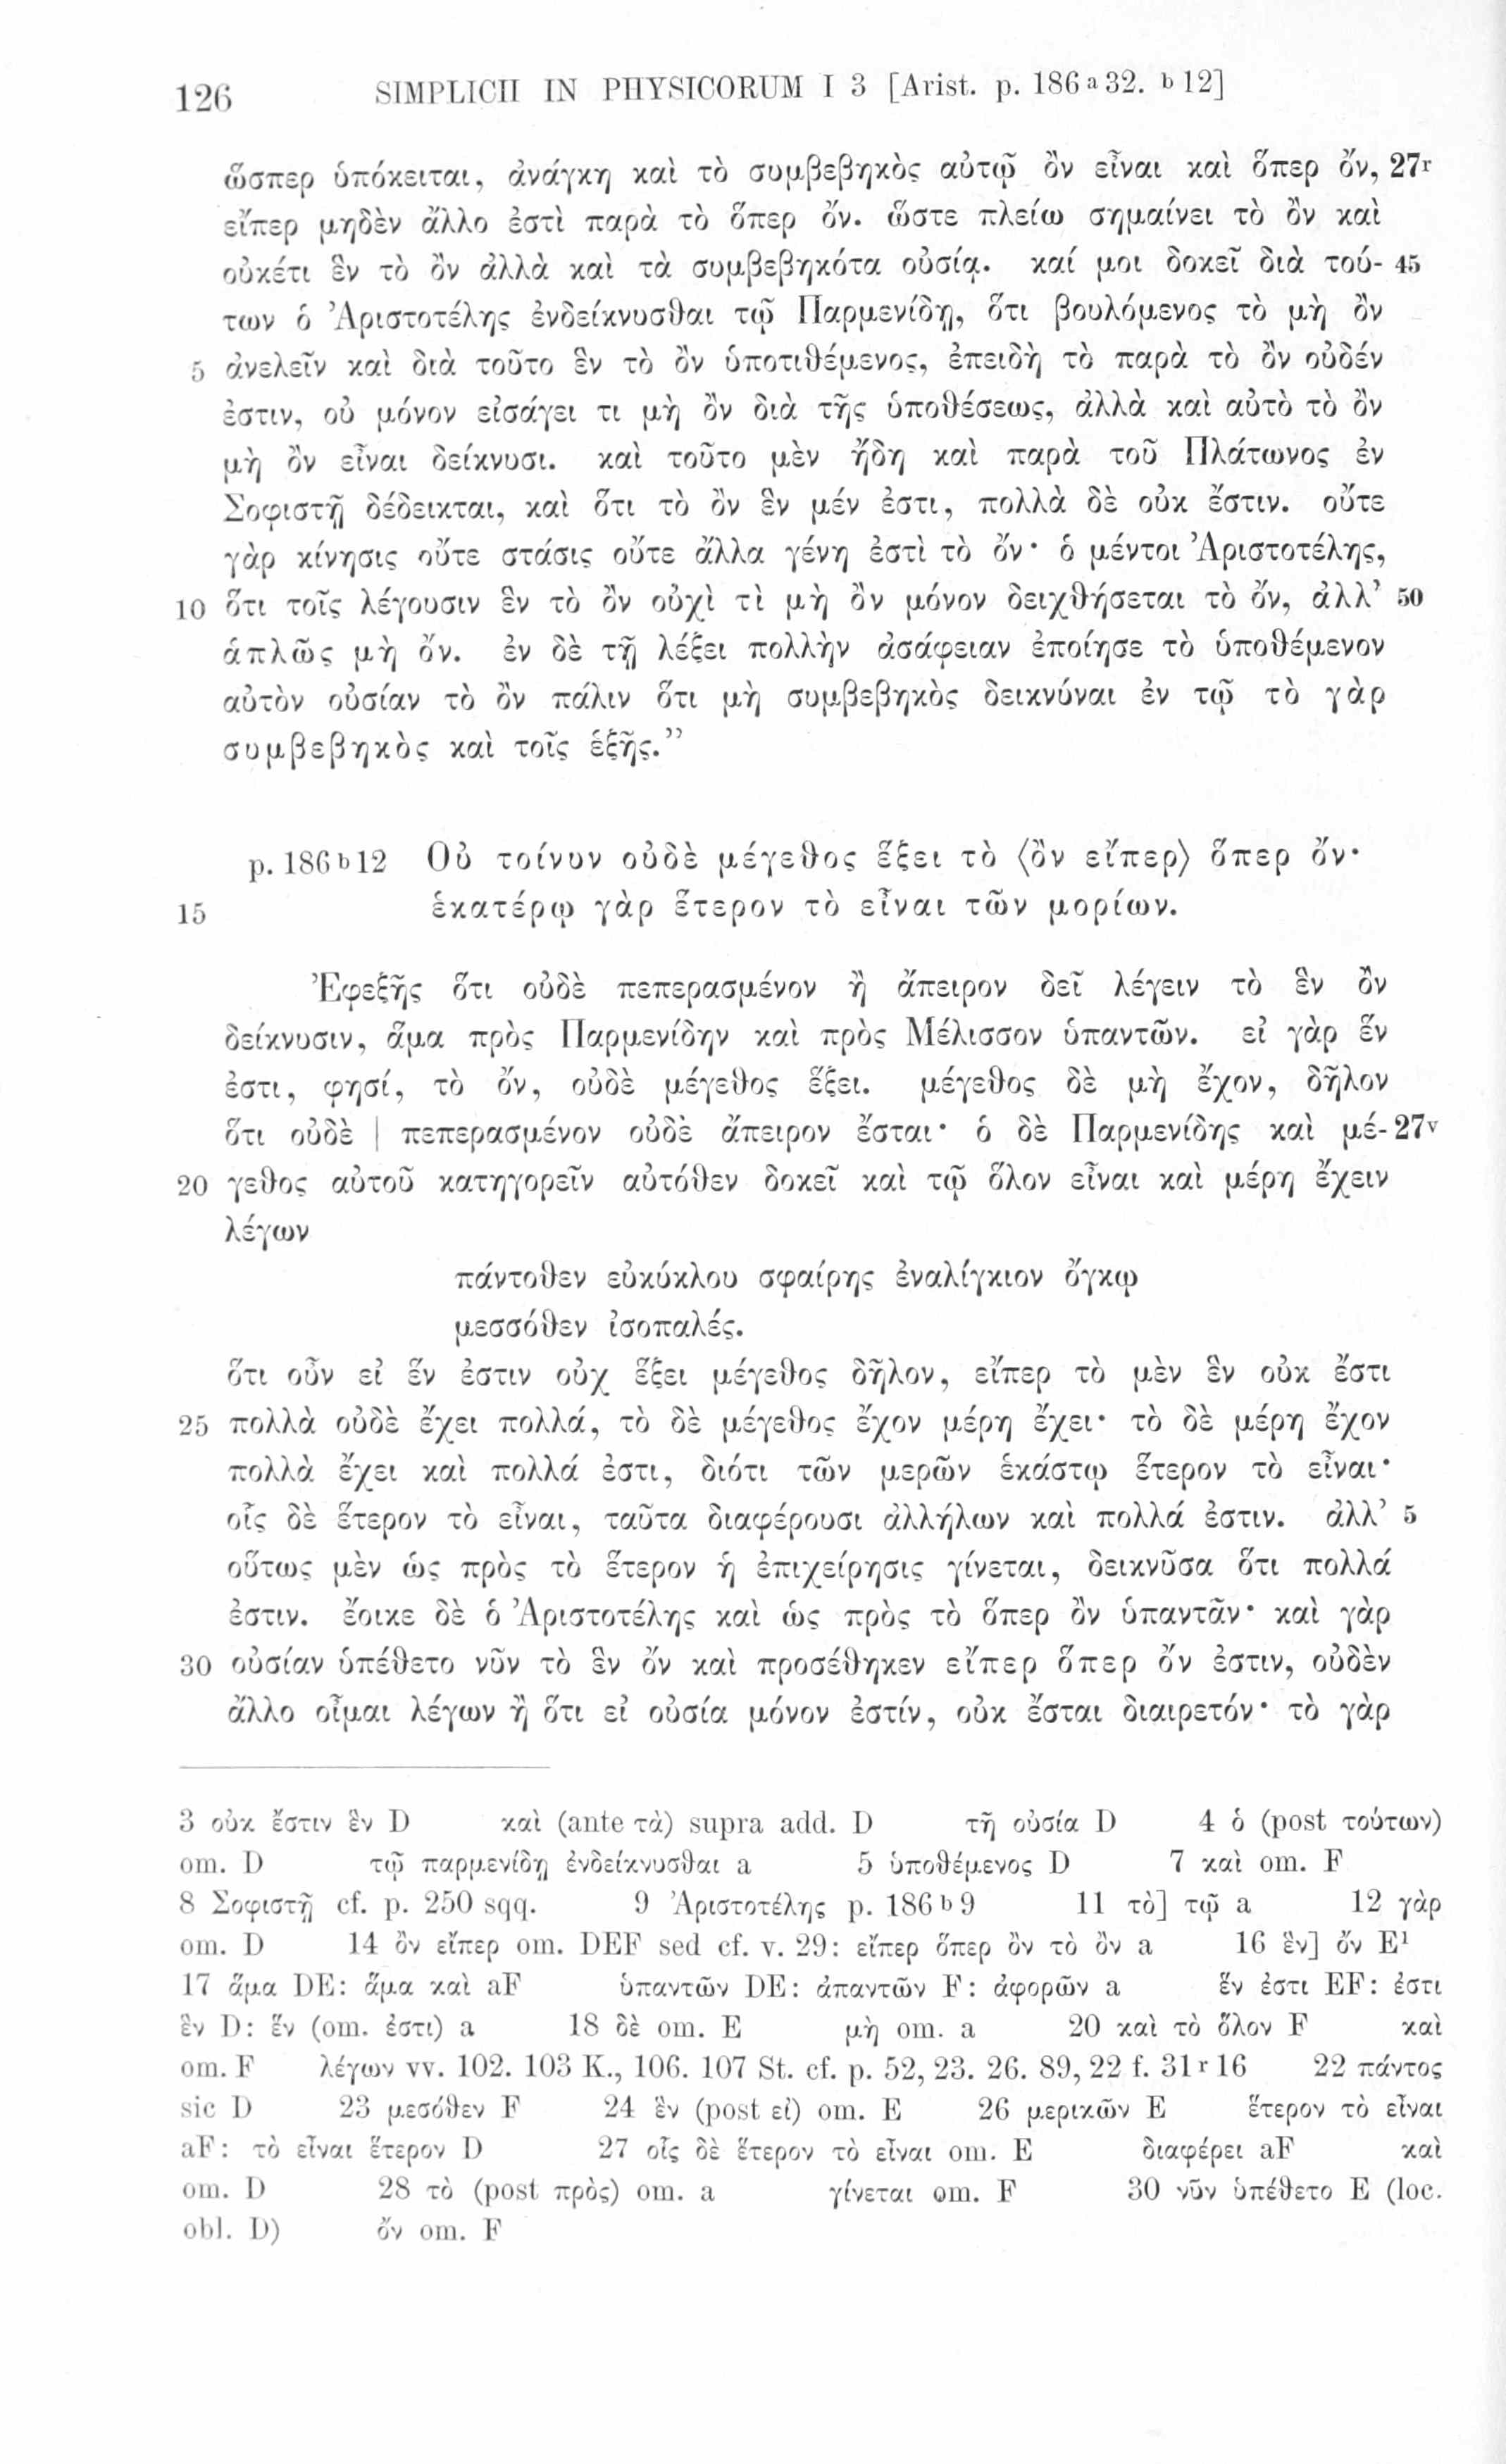 126 SIMPLICII IN PHYSICORUM I 3 [Arist. p. 186 a 32. b 12]
ὥσπερ ὑπόκειται, ἀνάγκη καὶ τὸ συμβεβηκὸς αὐτῷ ὂν εἶναι καὶ ὅπερ ὄν, 27r
εἴπερ μηδὲν ἄλλο ἐστὶ παρὰ τὸ ὅπερ ὄν. ὥστε πλείω σημαίνει τὸ ὂν καὶ
οὐκέτι ἓν τὸ ὂν ἀλλὰ καὶ τὰ συμβεβηκότα οὐσίᾳ. καί μοι δοκεῖ διὰ τού- 45
των ὁ Ἀριστοτέλης ἐνδείκνυσθαι τῷ Παρμενίδῃ, ὅτι βουλόμενος τὸ μὴ ὂν
5 ἀνελεῖν καὶ διὰ τοῦτο ἓν τὸ ὂν ὑποτιθέμενος, ἐπειδὴ τὸ παρὰ τὸ ὂν οὐδέν
ἐστιν, οὐ μόνον εἰσάγει τι μὴ ὂν διὰ τῆς ὑποθέσεως, ἀλλὰ καὶ αὐτὸ τὸ ὂν
μὴ ὂν εἶναι δείκνυσι. καὶ τοῦτο μὲν ἤδη καὶ παρὰ τοῦ Πλάτωνος ἐν
Σοφιστῇ δέδεικται, καὶ ὅτι τὸ ὂν ἓν μέν ἐστι, πολλὰ δὲ οὐκ ἔστιν. οὔτε
γὰρ κίνησις οὔτε στάσις οὔτε ἄλλα γένη ἐστὶ τὸ ὄν· ὁ μέντοι Ἀριστοτέλης,
10 ὅτι τοῖς λέγουσιν ἓν τὸ ὂν οὐχὶ τὶ μὴ ὂν μόνον δειχθήσεται τὸ ὄν, ἀλλ’ 50
ἁπλῶς μὴ ὄν. ἐν δὲ τῇ λέξει πολλὴν ἀσάφειαν ἐποίησε τὸ ὑποθέμενον
αὐτὸν οὐσίαν τὸ ὂν πάλιν ὅτι μὴ συμβεβηκὸς δεικνύναι ἐν τῷ τὸ γὰρ
συμβεβηκὸς καὶ τοῖς ἑξῆς.”
p. 186 b 12 Οὐ τοίνυν οὐδὲ μέγεθος ἕξει τὸ ⟨ὂν εἴπερ⟩ ὅπερ ὄν·
15 ἑκατέρῳ γὰρ ἕτερον τὸ εἶναι τῶν μορίων.
Ἐφεξῆς ὅτι οὐδὲ πεπερασμένον ἢ ἄπειρον δεῖ λέγειν τὸ ἓν ὂν
δείκνυσιν, ἅμα πρὸς Παρμενίδην καὶ πρὸς Μέλισσον ὑπαντῶν. εἰ γὰρ ἕν
ἐστι, φησί, τὸ ὄν, οὐδὲ μέγεθος ἕξει. μέγεθος δὲ μὴ ἔχον, δῆλον
ὅτι οὐδὲ | πεπερασμένον οὐδὲ ἄπειρον ἔσται· ὁ δὲ Παρμενίδης καὶ μέ- 27v
20 γεθος αὐτοῦ κατηγορεῖν αὐτόθεν δοκεῖ καὶ τῷ ὅλον εἶναι καὶ μέρη ἔχειν
λέγων
πάντοθεν εὐκύκλου σφαίρης ἐναλίγκιον ὄγκῳ
μεσσόθεν ἰσοπαλές.
ὅτι οὖν εἰ ἕν ἐστιν οὐχ ἕξει μέγεθος δῆλον, εἴπερ τὸ μὲν ἓν οὐκ ἔστι
25 πολλὰ οὐδὲ ἔχει πολλά, τὸ δὲ μέγεθος ἔχον μέρη ἔχει· τὸ δὲ μέρη ἔχον
πολλὰ ἔχει καὶ πολλά ἐστι, διότι τῶν μερῶν ἑκάστῳ ἕτερον τὸ εἶναι·
οἷς δὲ ἕτερον τὸ εἶναι, ταῦτα διαφέρουσι ἀλλήλων καὶ πολλά ἐστιν. ἀλλ’ 5
οὕτως μὲν ὡς πρὸς τὸ ἕτερον ἡ ἐπιχείρησις γίνεται, δεικνῦσα ὅτι πολλά
ἐστιν. ἔοικε δὲ ὁ Ἀριστοτέλης καὶ ὡς πρὸς τὸ ὅπερ ὂν ὑπαντᾶν· καὶ γὰρ
30 οὐσίαν ὑπέθετο νῦν τὸ ἓν ὂν καὶ προσέθηκεν εἴπερ ὅπερ ὄν ἐστιν, οὐδὲν
ἄλλο οἶμαι λέγων ἢ ὅτι εἰ οὐσία μόνον ἐστίν, οὐκ ἔσται διαιρετόν· τὸ γὰρ
3 οὐκ ἔστιν ἓν D καὶ (ante τὰ) supra add. D τῆ οὐσία D 4 ὁ (post τούτων)
om. D τῷ παρμενίδῃ ἐνδείκνυσθαι a 5 ὑποθέμενος D 7 καὶ om. F
8 Σοφιστῇ cf. p. 250 sqq. 9 Ἀριστοτέλης p. 186 b 9 11 τὸ] τῷ a 12 γὰρ
om. D 14 ὂν εἴπερ om. DEF sed cf. v. 29: εἴπερ ὅπερ ὂν τὸ ὂν a 16 ἓν] ὄν E¹
17 ἅμα DE: ἅμα καὶ aF ὑπαντῶν DE: ἀπαντῶν F: ἀφορῶν a ἕν ἐστι EF: ἐστι
ἓν D: ἕν (om. ἐστι) a 18 δὲ om. E μὴ om. a 20 καὶ τὸ ὅλον F καὶ
om. F λέγων vv. 102. 103 K., 106. 107 St. cf. p. 52, 23. 26. 89, 22 f. 31 r 16 22 πάντος
sic D 23 μεσόθεν F 24 ἓν (post εἰ) om. E 26 μερικῶν E ἕτερον τὸ εἶναι
aF: τὸ εἶναι ἕτερον D 27 οἷς δὲ ἕτερον τὸ εἶναι om. E διαφέρει aF καὶ
om. D 28 τὸ (post πρὸς) om. a γίνεται om. F 30 νῦν ὑπέθετο E (loc.
obl. D) ὄν om. F